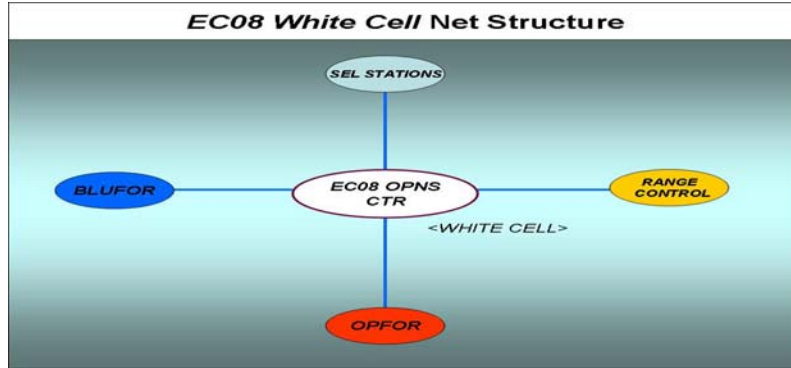 EC08 White Cell Net Structure
SEL STATIONS
BLUFOR
EC08 OPNS
CTR
RANGE
CONTROL
<WHITE CELL>
OPFOR